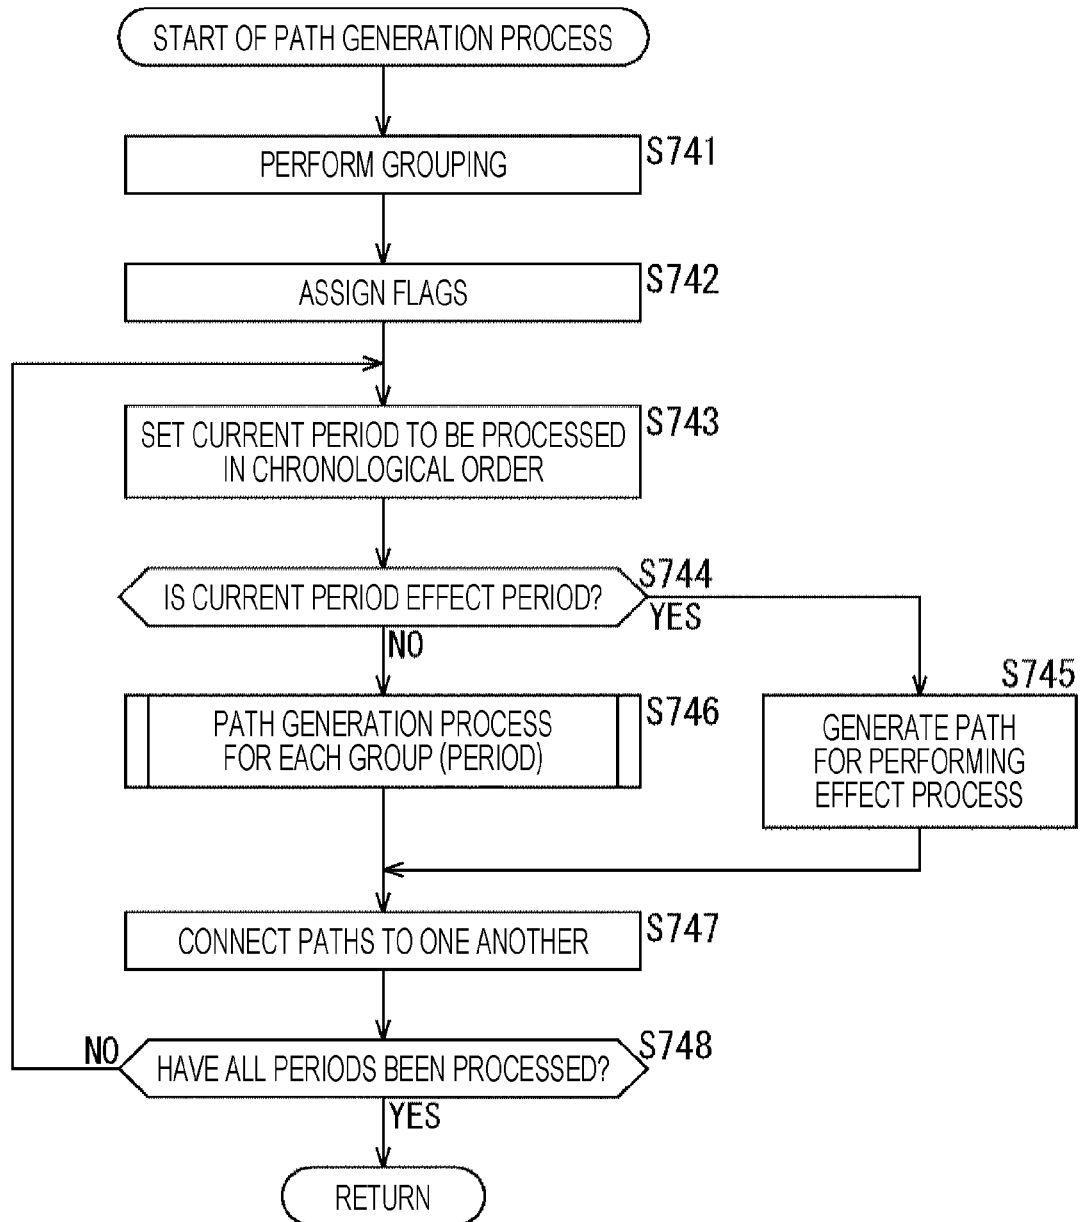 START OF PATH GENERATION PROCESS
S741
PERFORM GROUPING
S742
ASSIGN FLAGS
S743
SET CURRENT PERIOD TO BE PROCESSED
IN CHRONOLOGICAL ORDER
S744
IS CURRENT PERIOD EFFECT PERIOD?
YES
NO
S745
GENERATE PATH
FOR PERFORMING
EFFECT PROCESS
S746
PATH GENERATION PROCESS
FOR EACH GROUP (PERIOD)
S747
CONNECT PATHS TO ONE ANOTHER
S748
NO
HAVE ALL PERIODS BEEN PROCESSED?
YES
RETURN